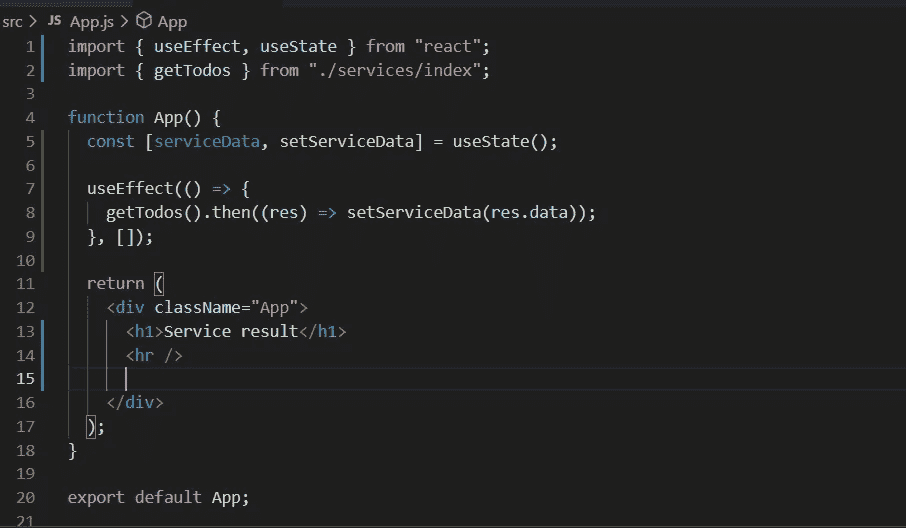 src > JS App.js > App
1 import { useEffect, useState } from "react";
2 import { getTodos } from "./services/index";
3
4 function App() {
5   const [serviceData, setServiceData] = useState();
6
7   useEffect(() => {
8     getTodos().then((res) => setServiceData(res.data));
9   }, []);
10
11   return (
12     <div className="App">
13       <h1>Service result</h1>
14       <hr />
15
16     </div>
17   );
18 }
19
20 export default App;
21